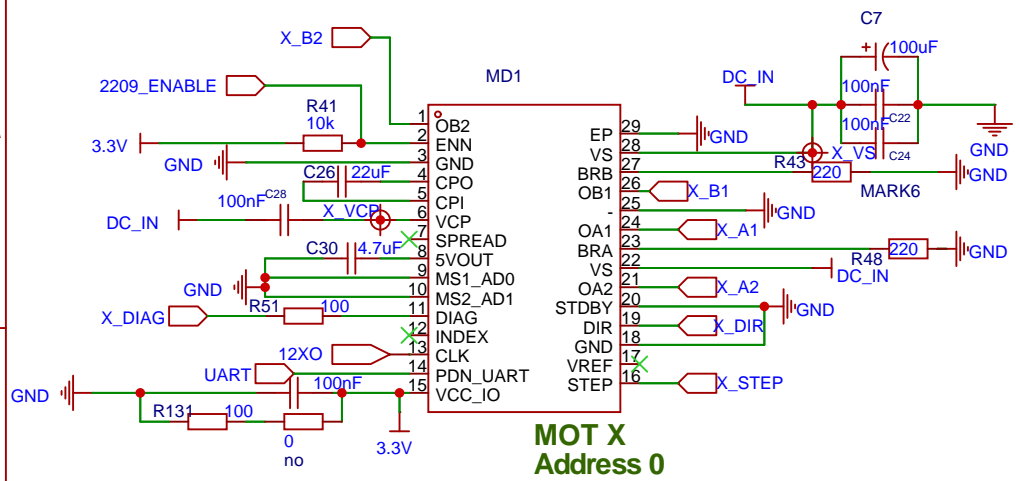 C7
X_B2
100uF
MD1
DC_IN
2209_ENABLE
100nF
R41
10k
C22
100nF
1
OB2
29
EP
GND
3.3V
2
ENN
28
VS
X_VS
C24
GND
GND
3
GND
27
BRB
R43
220
GND
C26
22uF
4
CPO
26
OB1
X_B1
MARK6
5
CPI
25
-
GND
100nF
C28
X_VCP
DC_IN
6
VCP
24
OA1
X_A1
7
SPREAD
23
BRA
220
GND
C30
4.7uF
8
5VOUT
22
VS
R48
DC_IN
9
MS1_AD0
21
OA2
X_A2
GND
10
MS2_AD1
20
STDBY
GND
R51
100
X_DIAG
11
DIAG
19
DIR
X_DIR
12
INDEX
18
GND
12XO
13
CLK
17
VREF
UART
14
PDN_UART
16
STEP
X_STEP
100nF
GND
15
VCC_IO
R131
100
0
no
3.3V
MOT X
Address 0